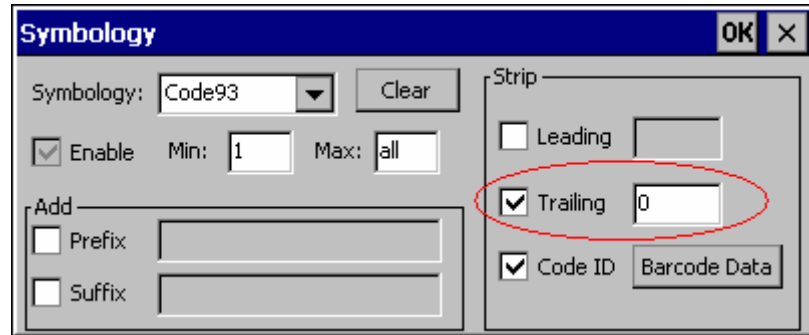 Symbology OK
Symbology: Code93 Clear
Enable Min: 1 Max: all
Add
Prefix
Suffix
Strip
Leading
Trailing 0
Code ID Barcode Data